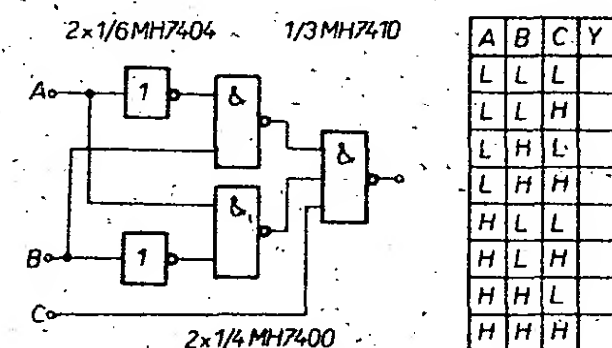 2×1/6 MH7404 1/3 MH7410
A
1
&
&
B
1
&
C
2×1/4 MH7400
A B C Y
L L L
L L H
L H L
L H H
H L L
H L H
H H L
H H H